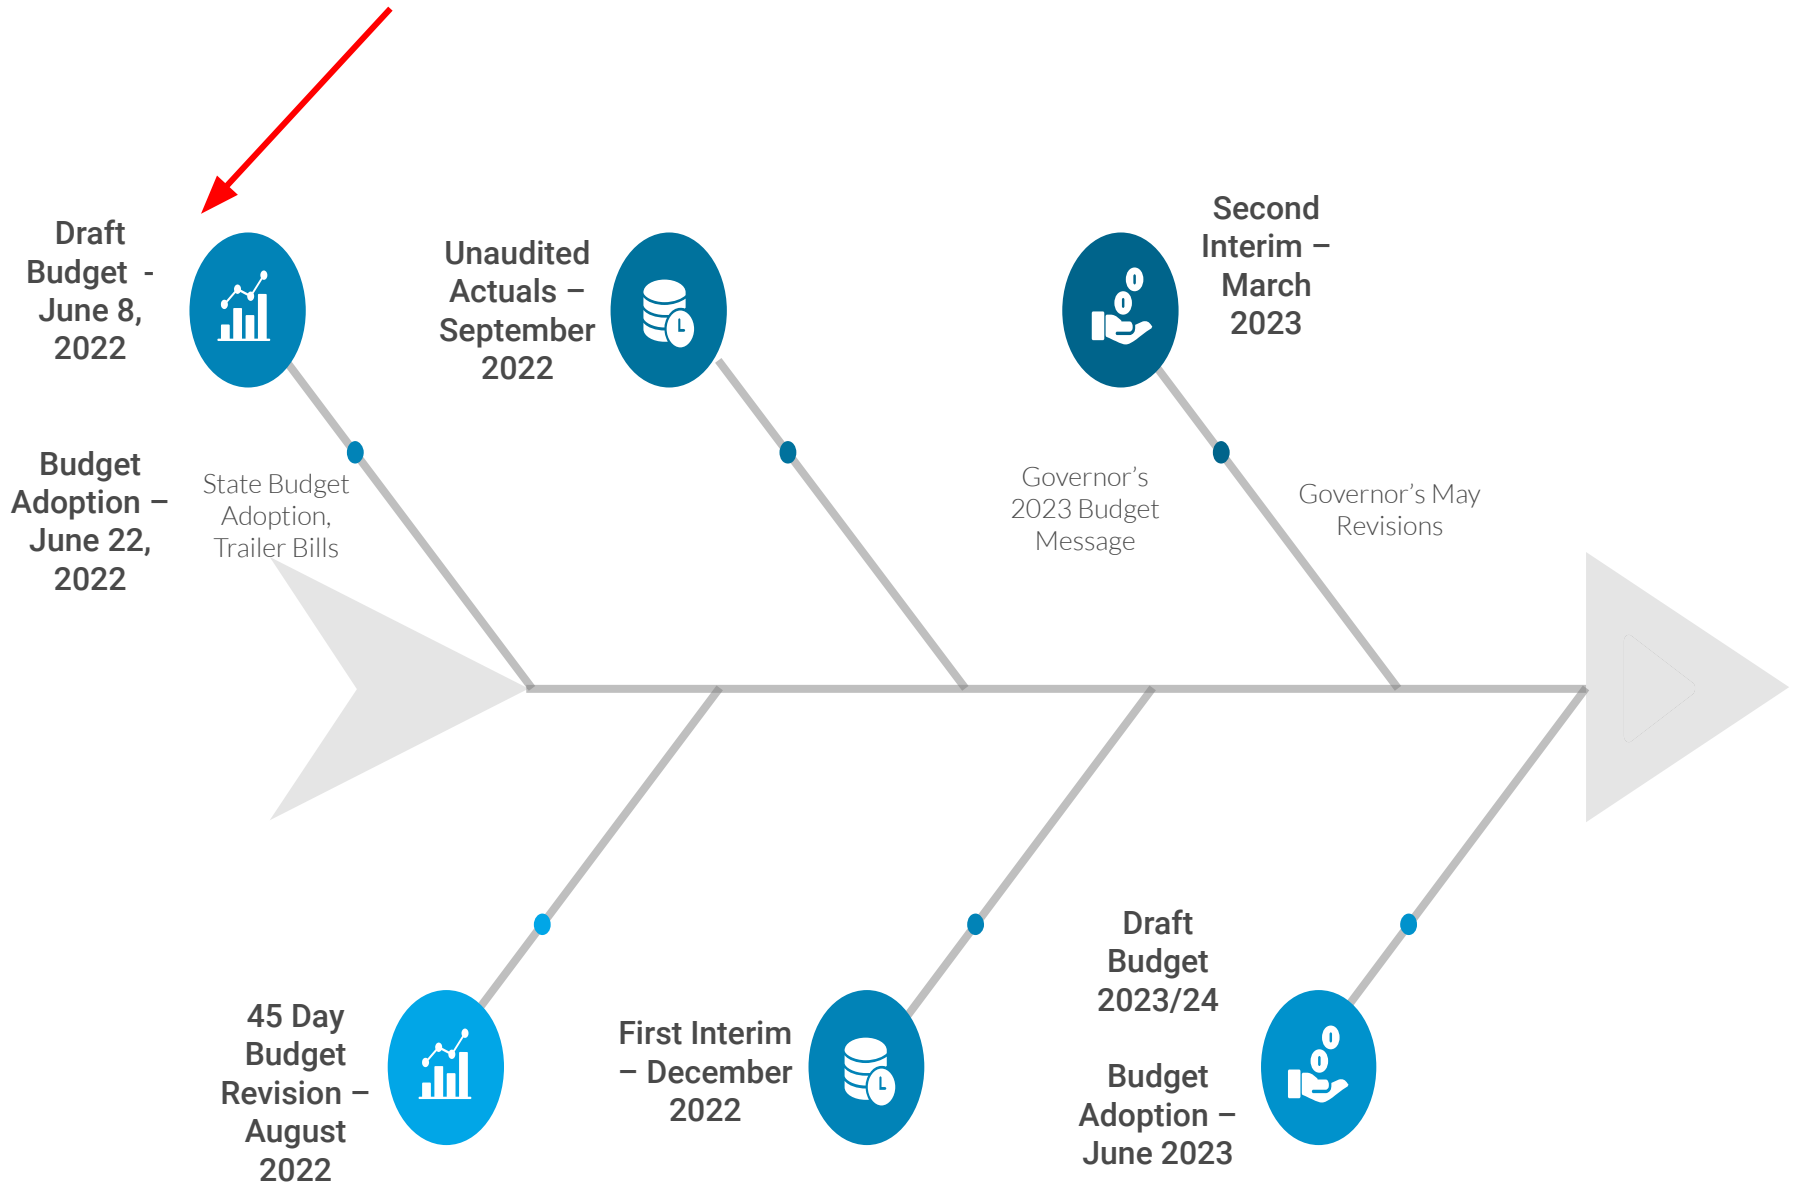 Draft
Budget -
June 8,
2022
Budget
Adoption –
June 22,
2022
State Budget
Adoption,
Trailer Bills
Unaudited
Actuals –
September
2022
Second
Interim –
March
2023
Governor's
2023 Budget
Message
Governor's May
Revisions
45 Day
Budget
Revision –
August
2022
First Interim
– December
2022
Draft
Budget
2023/24
Budget
Adoption –
June 2023